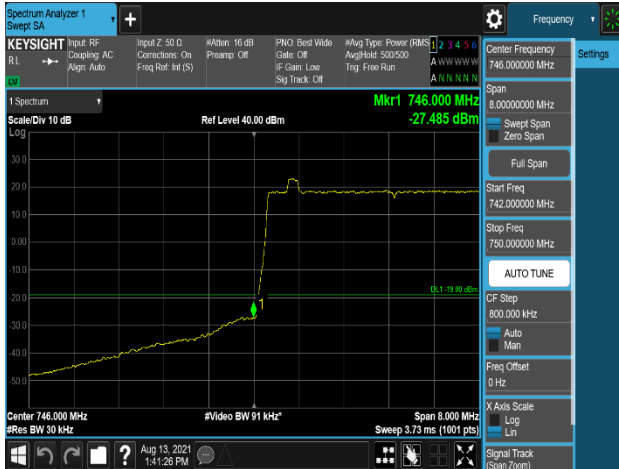 Spectrum Analyzer 1
Swept SA
+
Frequency
KEYSIGHT
R L
LV
Input: RF
Coupling: AC
Align: Auto
Input Z: 50 Ω
Corrections: On
Freq Ref: Int (S)
#Atten: 16 dB
Preamp: Off
PNO: Best Wide
Gate: Off
IF Gain: Low
Sig Track: Off
#Avg Type: Power (RMS
Avg|Hold: 500/500
Trig: Free Run
1 2 3 4 5 6
A W W W W W
A N N N N N
1 Spectrum
Mkr1 746.000 MHz
Scale/Div 10 dB
Ref Level 40.00 dBm
-27.485 dBm
Log
30.0
20.0
10.0
0.00
-10.0
DL1 -19.00 dBm
-20.0
1
-30.0
-40.0
-50.0
Center 746.000 MHz
#Video BW 91 kHz*
Span 8.000 MHz
#Res BW 30 kHz
Sweep 3.73 ms (1001 pts)
?
Aug 13, 2021
1:41:26 PM
Center Frequency
746.000000 MHz
Settings
Span
8.00000000 MHz
Swept Span
Zero Span
Full Span
Start Freq
742.000000 MHz
Stop Freq
750.000000 MHz
AUTO TUNE
CF Step
800.000 kHz
Auto
Man
Freq Offset
0 Hz
X Axis Scale
Log
Lin
Signal Track
(Span Zoom)